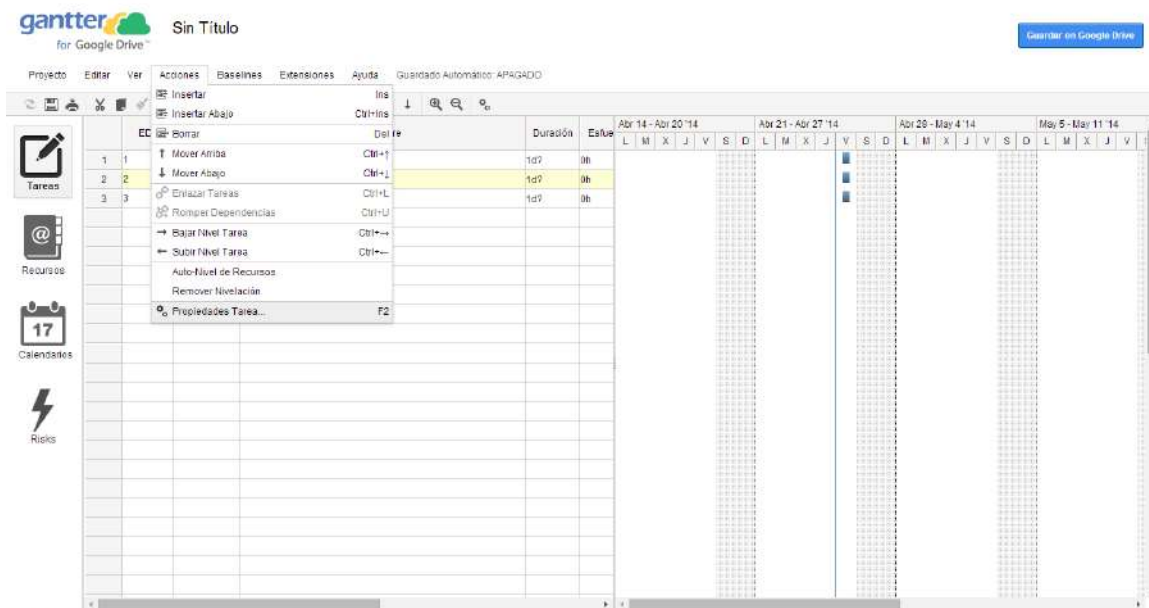 gantter
for Google Drive™
Sin Título
Guardar en Google Drive
Proyecto Editar Ver Acciones Baselines Extensiones Ayuda Guardado Automático: APAGADO
Insertar Ins
Insertar Abajo Ctrl+Ins
Borrar Del
Mover Arriba Ctrl+↑
Mover Abajo Ctrl+↓
Enlazar Tareas Ctrl+L
Romper Dependencias Ctrl+U
Bajar Nivel Tarea Ctrl+→
Subir Nivel Tarea Ctrl+←
Auto-Nivel de Recursos
Remover Nivelación
Propiedades Tarea... F2
Tareas
@
Recursos
17
Calendarios
Risks
ED re Duración Esfue
1 1 1d? 0h
2 2 1d? 0h
3 3 1d? 0h
Abr 14 - Abr 20 '14 Abr 21 - Abr 27 '14 Abr 28 - May 4 '14 May 5 - May 11 '14
L M X J V S D L M X J V S D L M X J V S D L M X J V